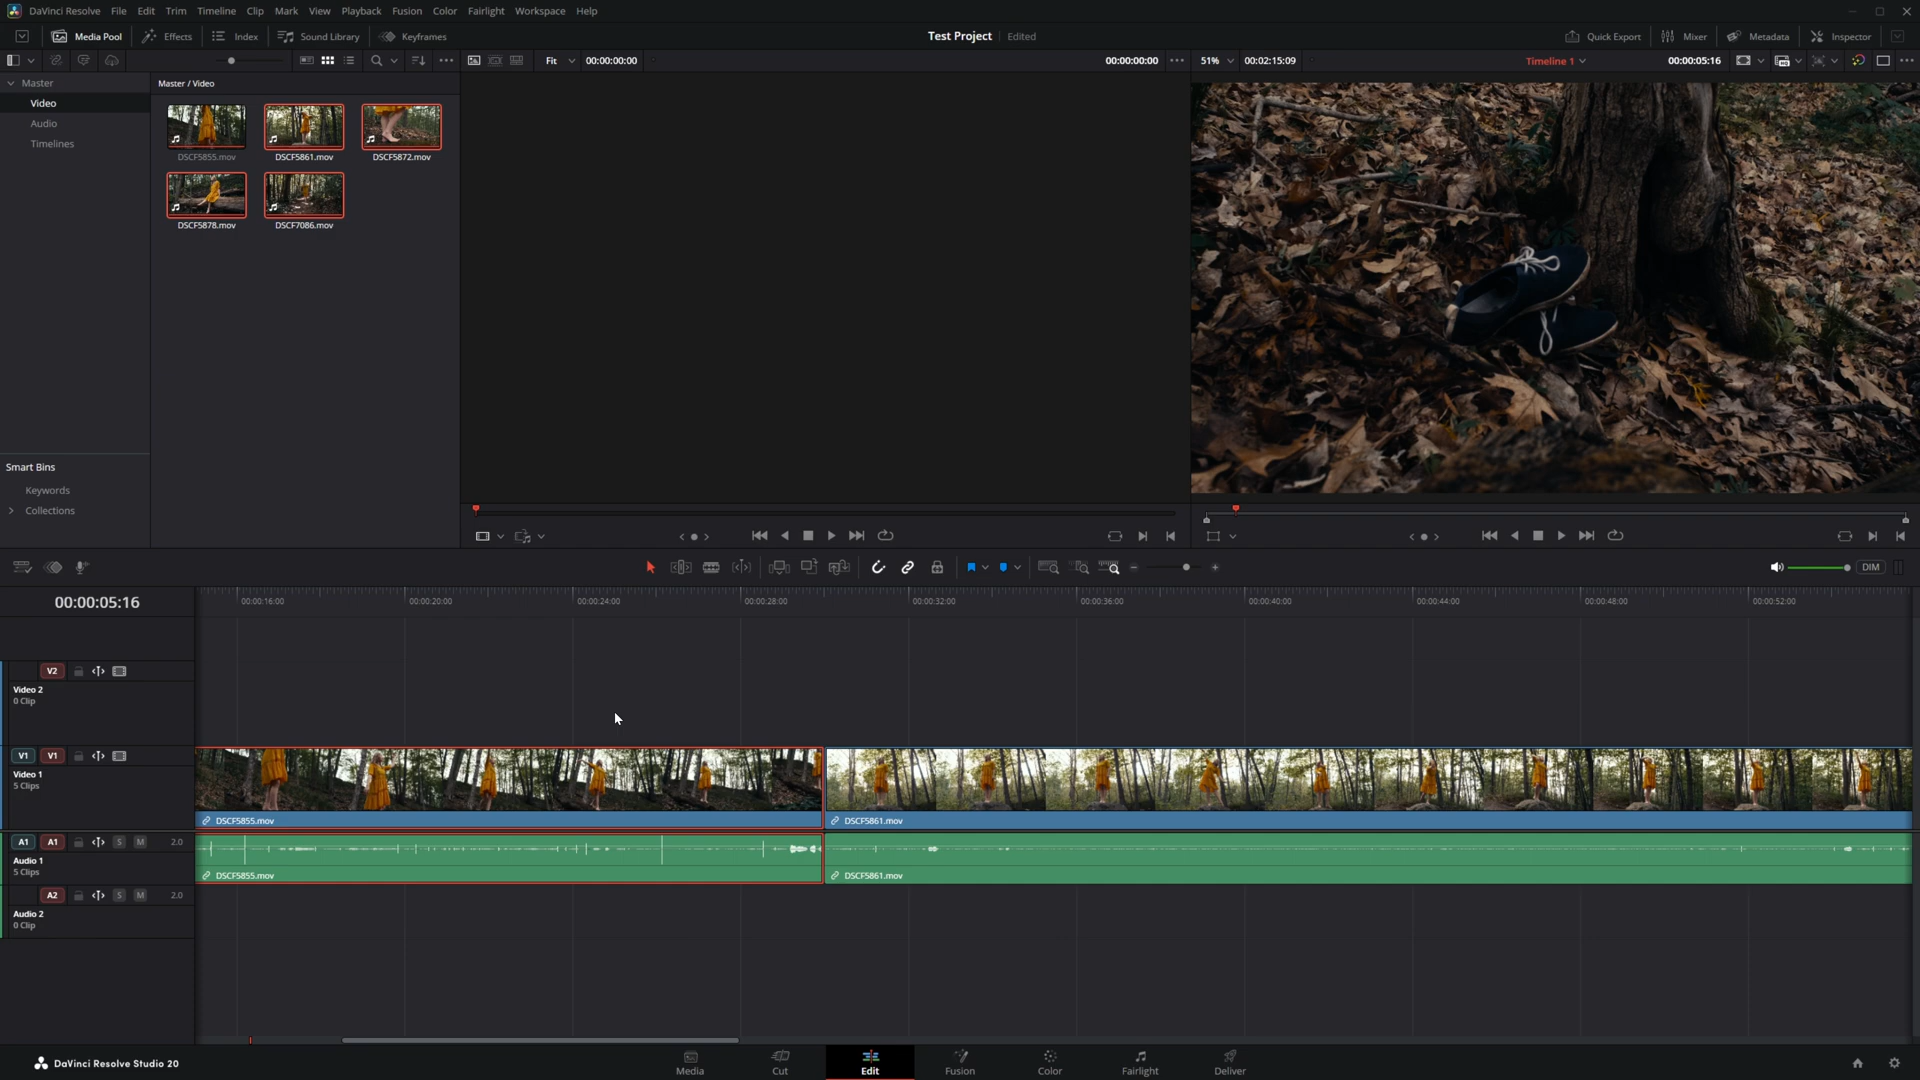 DaVinci Resolve File Edit Trim Timeline Clip Mark View Playback Fusion Color Fairlight Workspace Help
Media Pool Effects Index Sound Library Keyframes Test Project Edited Quick Export Mixer Metadata Inspector
Fit 00:00:00:00 00:00:00:00 51% 00:02:15:09 Timeline 1 00:00:05:16
Master
Video
Audio
Timelines
Master / Video
DSCF5855.mov DSCF5861.mov DSCF5872.mov
DSCF5878.mov DSCF7086.mov
Smart Bins
Keywords
Collections
DIM
00:00:05:16
00:00:16:00 00:00:20:00 00:00:24:00 00:00:28:00 00:00:32:00 00:00:36:00 00:00:40:00 00:00:44:00 00:00:48:00 00:00:52:00
V2
Video 2
0 Clip
V1 V1
Video 1
5 Clips
DSCF5855.mov DSCF5861.mov
A1 A1 S M 2.0
Audio 1
5 Clips
DSCF5855.mov DSCF5861.mov
A2 S M 2.0
Audio 2
0 Clip
DaVinci Resolve Studio 20
Media Cut Edit Fusion Color Fairlight Deliver